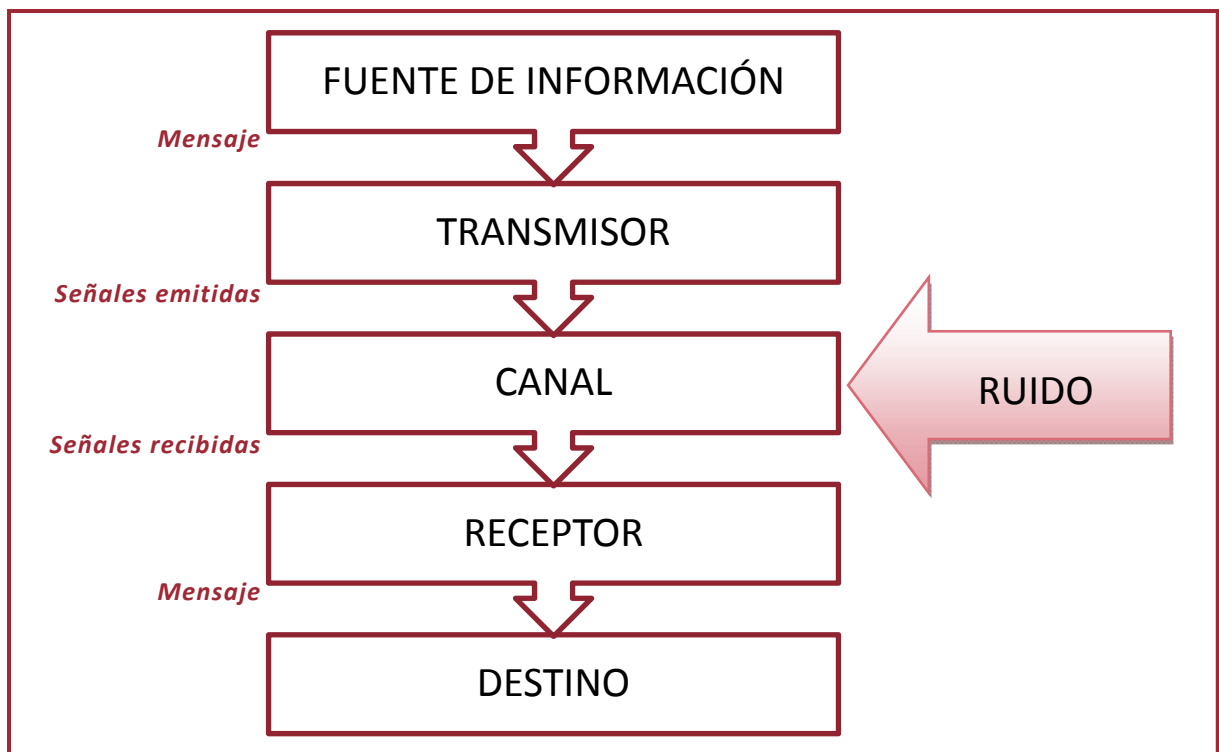 FUENTE DE INFORMACIÓN
Mensaje
TRANSMISOR
Señales emitidas
CANAL
RUIDO
Señales recibidas
RECEPTOR
Mensaje
DESTINO